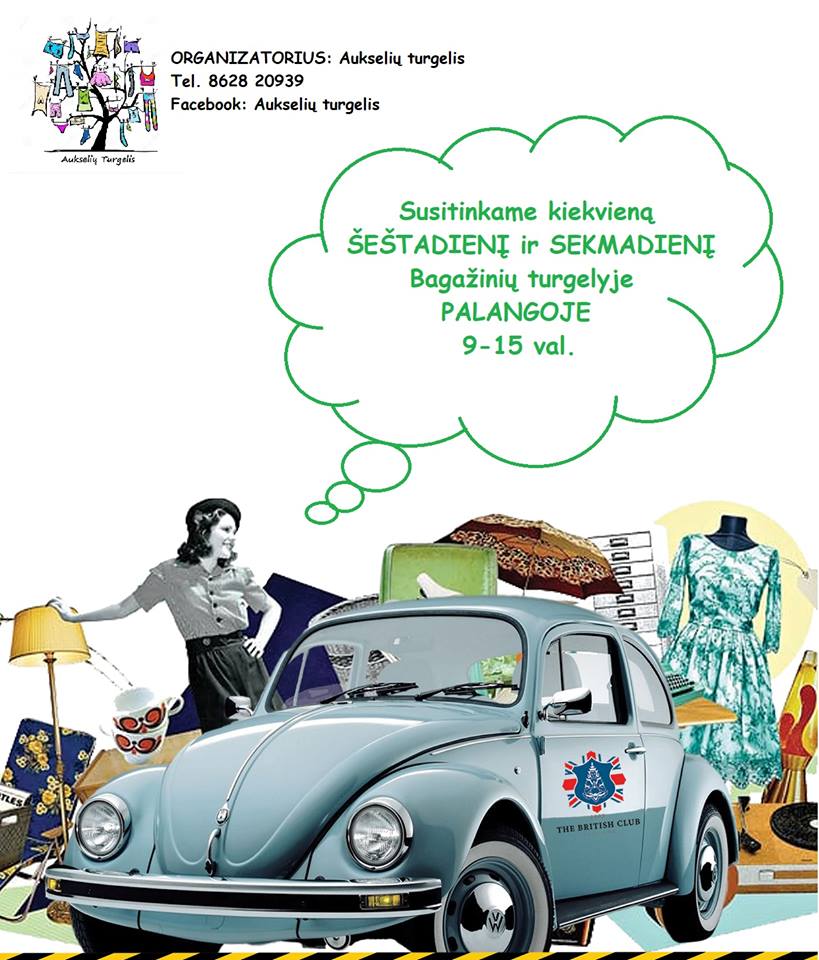 ORGANIZATORIUS: Aukselių turgelis
Tel. 8628 20939
Facebook: Aukselių turgelis
Aukselių Turgelis
Susitinkame kiekvieną
ŠEŠTADIENĮ ir SEKMADIENĮ
Bagažinių turgelyje
PALANGOJE
9-15 val.
THE BRITISH CLUB